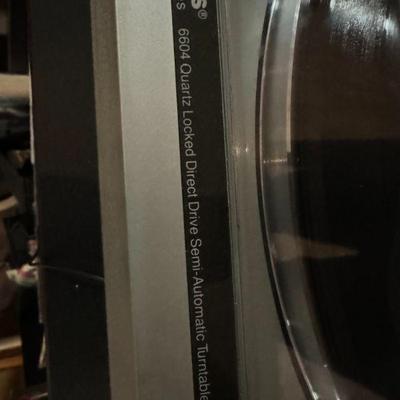 S®
s 6604 Quartz Locked Direct Drive Semi-Automatic Turntable